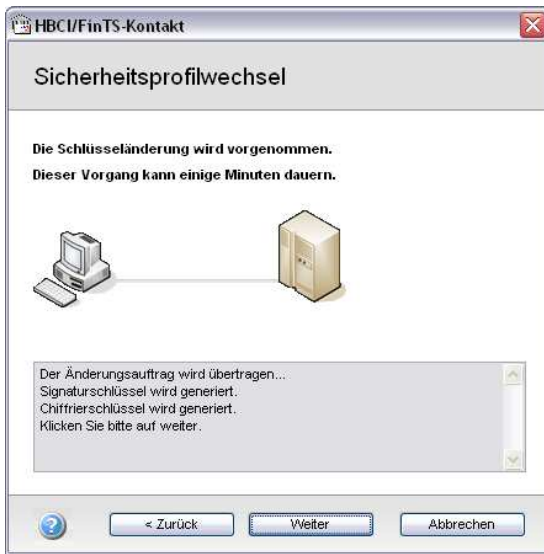 HBCI/FinTS-Kontakt
Sicherheitsprofilwechsel
Die Schlüsseländerung wird vorgenommen.
Dieser Vorgang kann einige Minuten dauern.
Der Änderungsauftrag wird übertragen...
Signaturschlüssel wird generiert.
Chiffrierschlüssel wird generiert.
Klicken Sie bitte auf weiter.
< Zurück
Weiter
Abbrechen